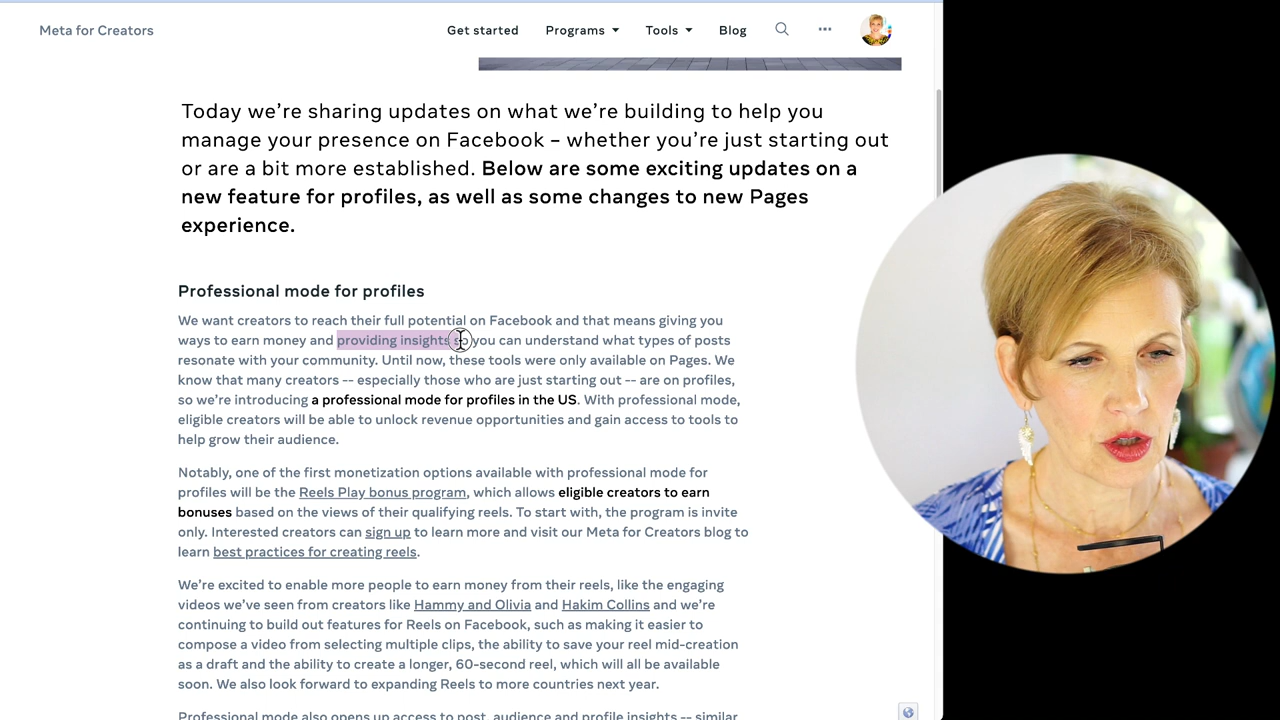 Meta for Creators
Get started Programs Tools Blog
Today we’re sharing updates on what we’re building to help you
manage your presence on Facebook – whether you’re just starting out
or are a bit more established. Below are some exciting updates on a
new feature for profiles, as well as some changes to new Pages
experience.
Professional mode for profiles
We want creators to reach their full potential on Facebook and that means giving you
ways to earn money and providing insights so you can understand what types of posts
resonate with your community. Until now, these tools were only available on Pages. We
know that many creators -- especially those who are just starting out -- are on profiles,
so we’re introducing a professional mode for profiles in the US. With professional mode,
eligible creators will be able to unlock revenue opportunities and gain access to tools to
help grow their audience.
Notably, one of the first monetization options available with professional mode for
profiles will be the Reels Play bonus program, which allows eligible creators to earn
bonuses based on the views of their qualifying reels. To start with, the program is invite
only. Interested creators can sign up to learn more and visit our Meta for Creators blog to
learn best practices for creating reels.
We’re excited to enable more people to earn money from their reels, like the engaging
videos we’ve seen from creators like Hammy and Olivia and Hakim Collins and we’re
continuing to build out features for Reels on Facebook, such as making it easier to
compose a video from selecting multiple clips, the ability to save your reel mid-creation
as a draft and the ability to create a longer, 60-second reel, which will all be available
soon. We also look forward to expanding Reels to more countries next year.
Professional mode also opens up access to post, audience and profile insights -- similar